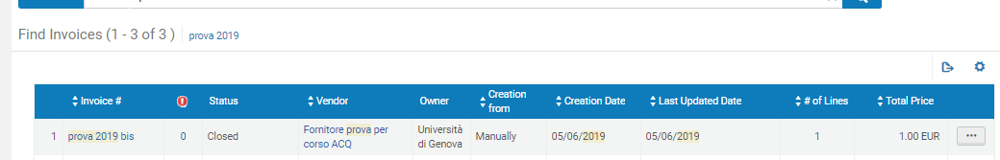 Find Invoices (1 - 3 of 3 ) prova 2019
Invoice # Status Vendor Owner Creation from Creation Date Last Updated Date # of Lines Total Price
1 prova 2019 bis 0 Closed Fornitore prova per corso ACQ Università di Genova Manually 05/06/2019 05/06/2019 1 1.00 EUR